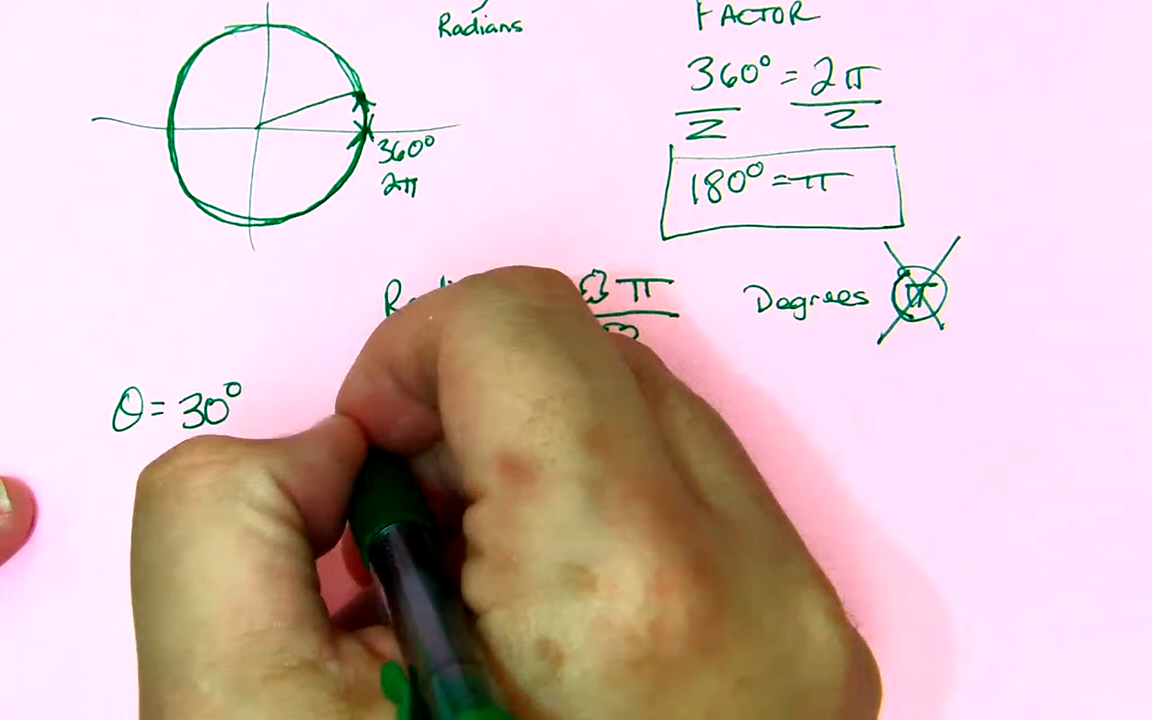 Radians
FACTOR
360° = 2π
2 2
180° = π
360°
2π
π
Degrees π
θ = 30°